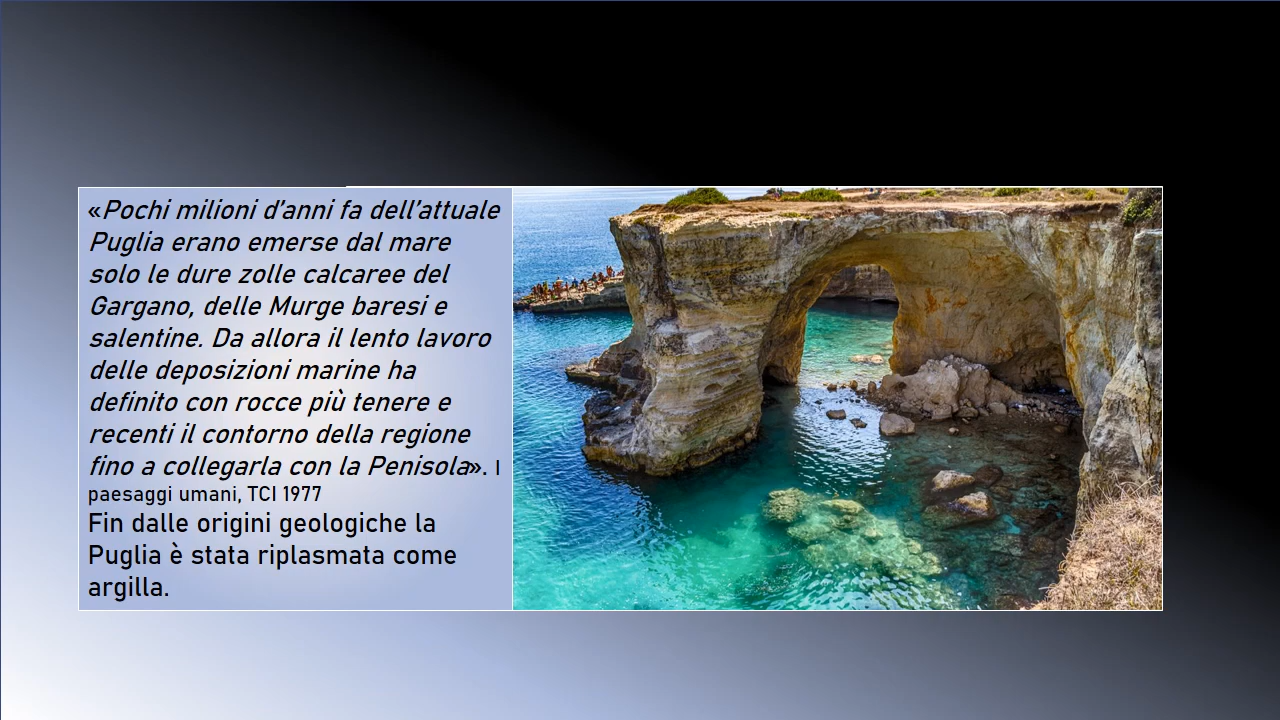 «Pochi milioni d'anni fa dell'attuale
Puglia erano emerse dal mare
solo le dure zolle calcaree del
Gargano, delle Murge baresi e
salentine. Da allora il lento lavoro
delle deposizioni marine ha
definito con rocce più tenere e
recenti il contorno della regione
fino a collegarla con la Penisola». I
paesaggi umani, TCI 1977
Fin dalle origini geologiche la
Puglia è stata riplasmata come
argilla.